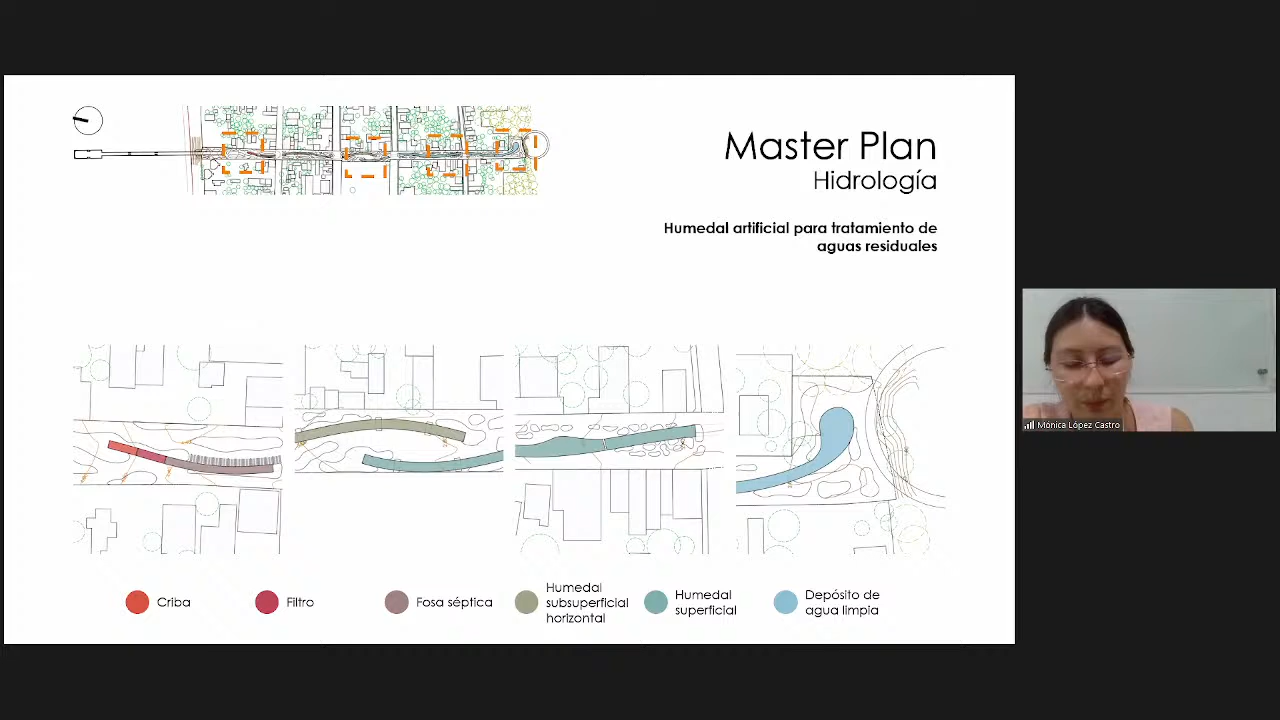 Master Plan
Hidrología
Humedal artificial para tratamiento de
aguas residuales
Mónica López Castro
Criba
Filtro
Fosa séptica
Humedal
subsuperficial
horizontal
Humedal
superficial
Depósito de
agua limpia